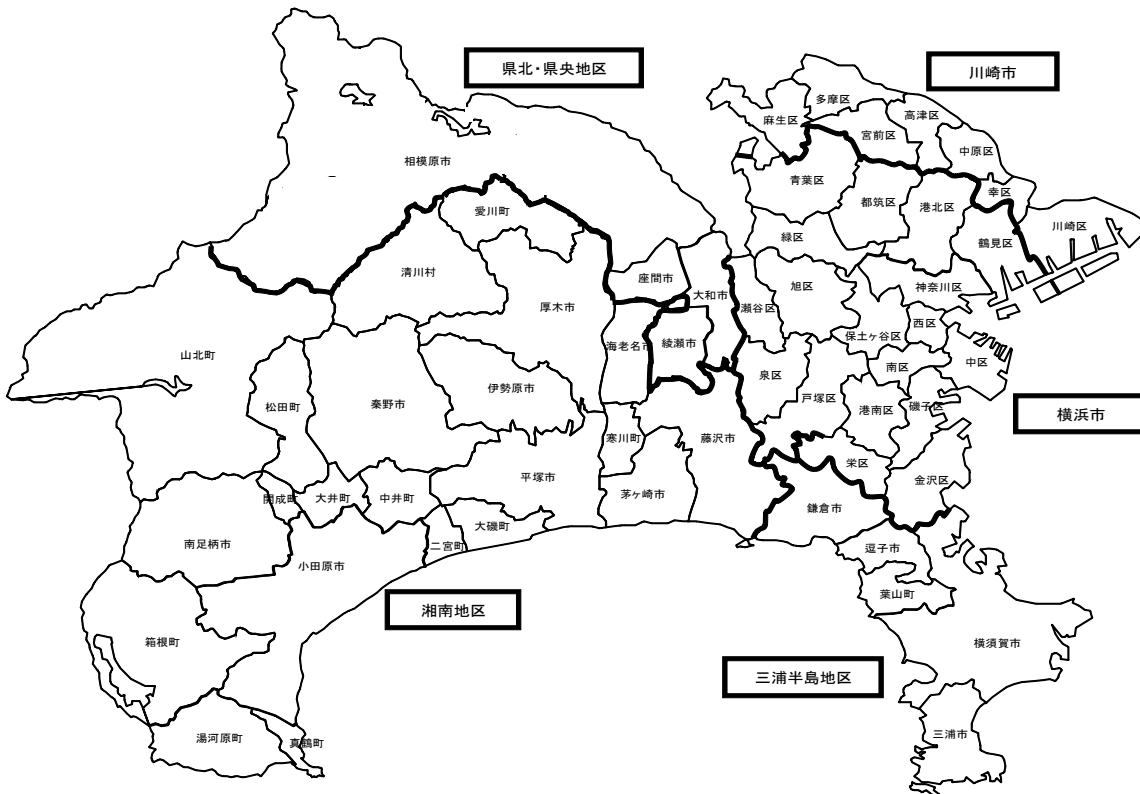 県北・県央地区
川崎市
多摩区
高津区
麻生区
宮前区
中原区
相模原市
青葉区
幸区
愛川町
都筑区
港北区
川崎区
緑区
鶴見区
清川村
座間市
大和市
旭区
神奈川区
厚木市
瀬谷区
西区
保土ヶ谷区
海老名市
綾瀬市
山北町
南区
中区
伊勢原市
泉区
松田町
秦野市
戸塚区
港南区
磯子区
横浜市
寒川町
藤沢市
栄区
平塚市
金沢区
開成町
大井町
中井町
茅ヶ崎市
鎌倉市
大磯町
南足柄市
二宮町
逗子市
小田原市
葉山町
湘南地区
箱根町
横須賀市
三浦半島地区
三浦市
湯河原町
真鶴町